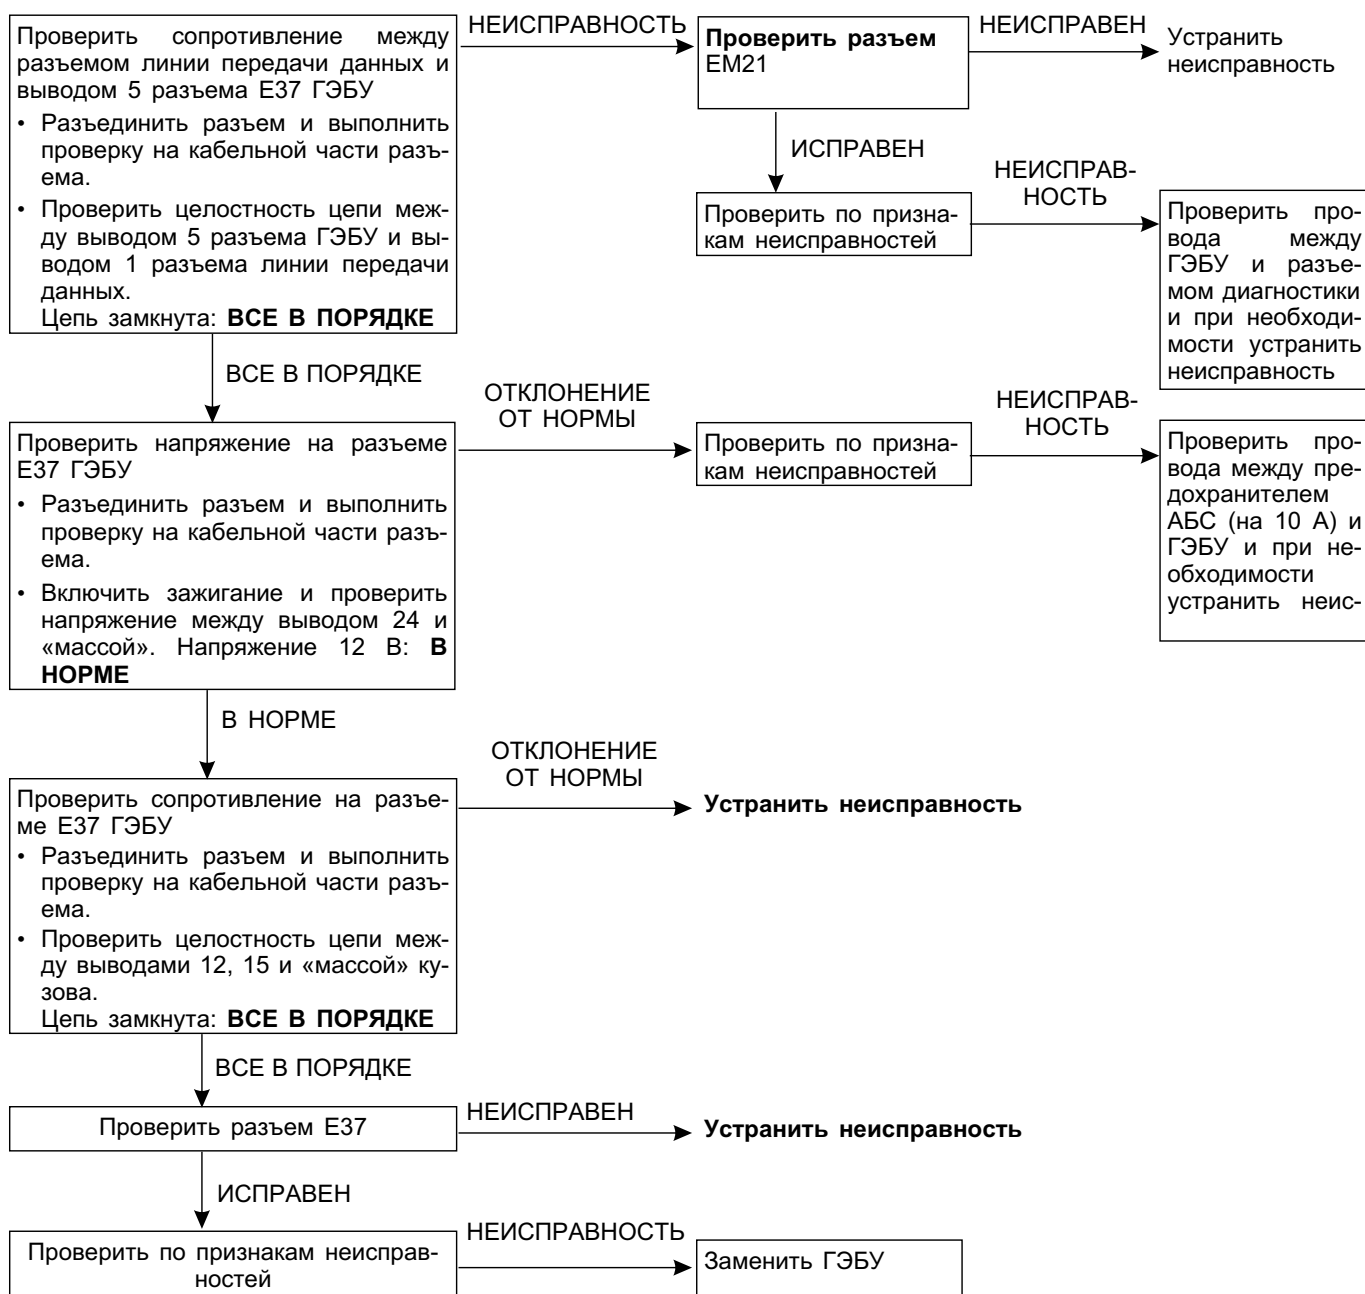 Проверить сопротивление между
разъемом линии передачи данных и
выводом 5 разъема Е37 ГЭБУ
• Разъединить разъем и выполнить
проверку на кабельной части разъ-
ема.
• Проверить целостность цепи меж-
ду выводом 5 разъема ГЭБУ и вы-
водом 1 разъема линии передачи
данных.
Цепь замкнута: ВСЕ В ПОРЯДКЕ
НЕИСПРАВНОСТЬ
Проверить разъем
ЕМ21
НЕИСПРАВЕН
Устранить
неисправность
ИСПРАВЕН
Проверить по призна-
кам неисправностей
НЕИСПРАВ-
НОСТЬ
Проверить про-
вода между
ГЭБУ и разъе-
мом диагностики
и при необходи-
мости устранить
неисправность
ВСЕ В ПОРЯДКЕ
Проверить напряжение на разъеме
Е37 ГЭБУ
• Разъединить разъем и выполнить
проверку на кабельной части разъ-
ема.
• Включить зажигание и проверить
напряжение между выводом 24 и
«массой». Напряжение 12 В: В
НОРМЕ
ОТКЛОНЕНИЕ
ОТ НОРМЫ
Проверить по призна-
кам неисправностей
НЕИСПРАВ-
НОСТЬ
Проверить про-
вода между пре-
дохранителем
АБС (на 10 А) и
ГЭБУ и при не-
обходимости
устранить неис-
В НОРМЕ
Проверить сопротивление на разъе-
ме Е37 ГЭБУ
• Разъединить разъем и выполнить
проверку на кабельной части разъ-
ема.
• Проверить целостность цепи меж-
ду выводами 12, 15 и «массой» ку-
зова.
Цепь замкнута: ВСЕ В ПОРЯДКЕ
ОТКЛОНЕНИЕ
ОТ НОРМЫ
Устранить неисправность
ВСЕ В ПОРЯДКЕ
Проверить разъем Е37
НЕИСПРАВЕН
Устранить неисправность
ИСПРАВЕН
Проверить по признакам неисправ-
ностей
НЕИСПРАВНОСТЬ
Заменить ГЭБУ